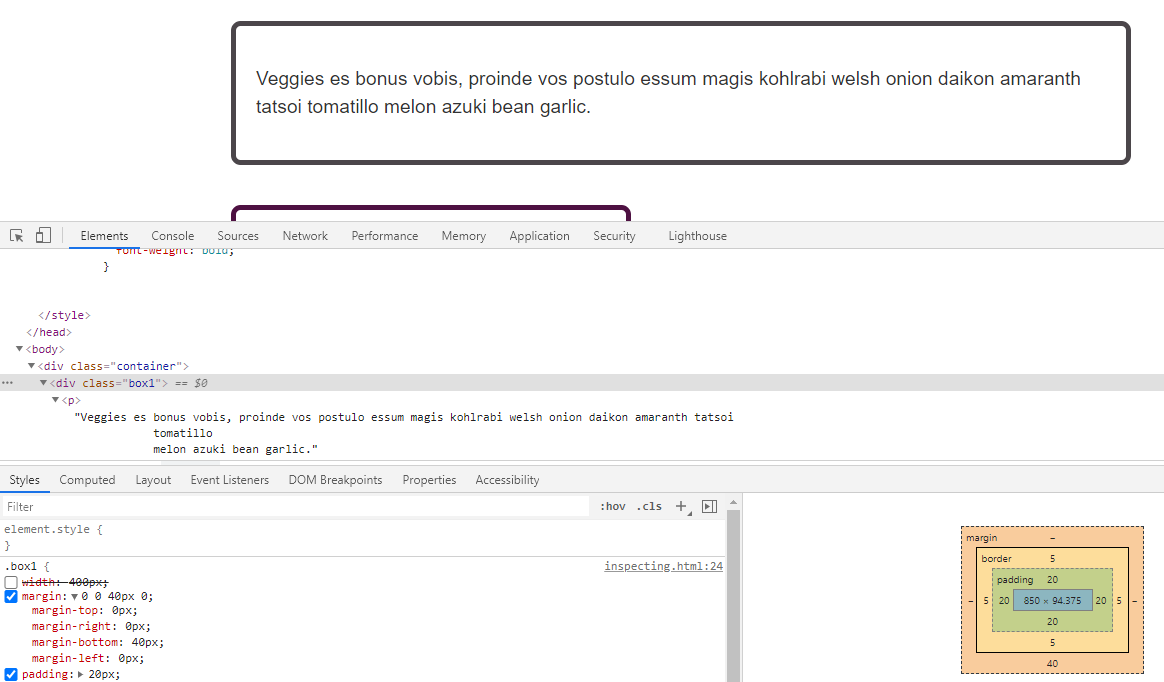 Veggies es bonus vobis, proinde vos postulo essum magis kohlrabi welsh onion daikon amaranth
tatsoi tomatillo melon azuki bean garlic.
Elements Console Sources Network Performance Memory Application Security Lighthouse
font-weight: bold;
}
</style>
</head>
▼<body>
▼<div class="container">
… ▼<div class="box1"> == $0
▼<p>
"Veggies es bonus vobis, proinde vos postulo essum magis kohlrabi welsh onion daikon amaranth tatsoi
tomatillo
melon azuki bean garlic."
Styles Computed Layout Event Listeners DOM Breakpoints Properties Accessibility
Filter :hov .cls +
element.style {
}
.box1 { inspecting.html:24
width: 400px;
margin:▼0 0 40px 0;
margin-top: 0px;
margin-right: 0px;
margin-bottom: 40px;
margin-left: 0px;
padding:▶20px;
margin –
border 5
padding 20
– 5 20 850 × 94.375 20 5 –
20
5
40